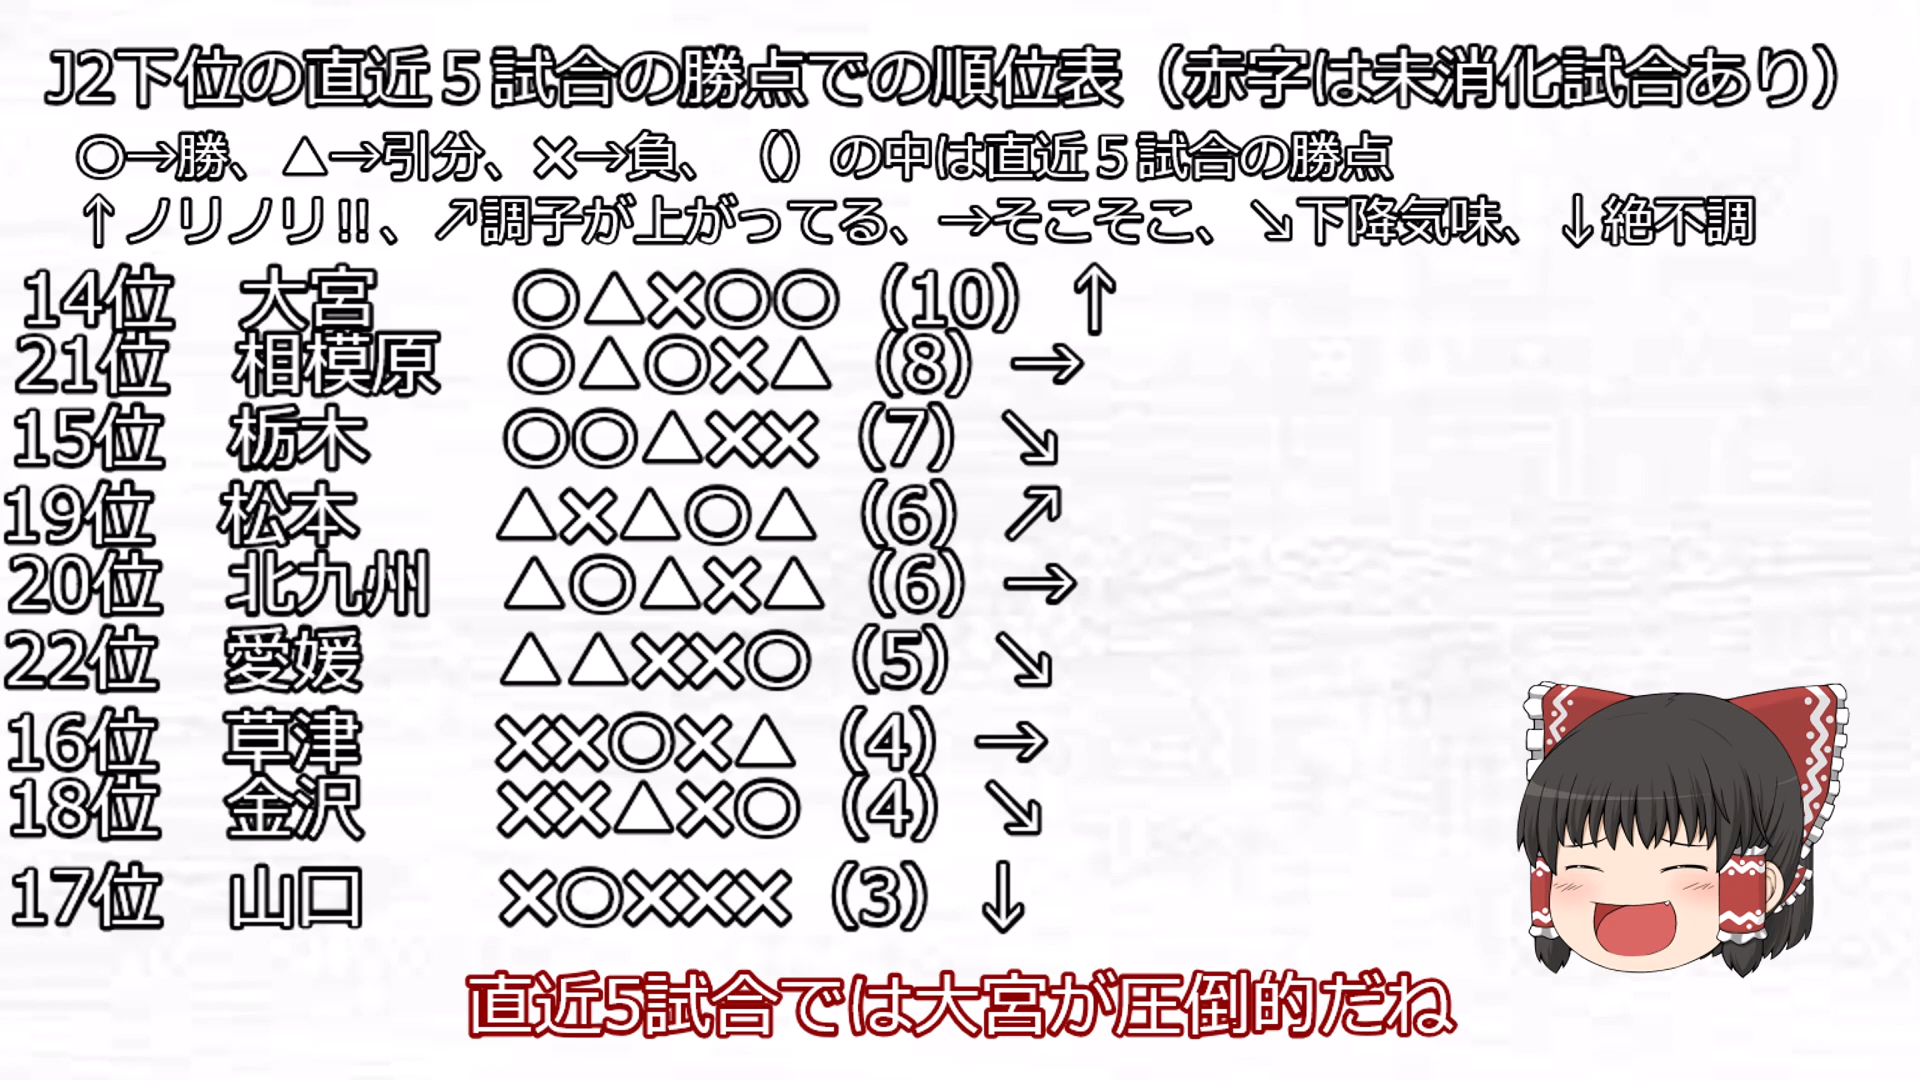 J2下位の直近５試合の勝点での順位表（赤字は未消化試合あり）
○→勝、△→引分、×→負、（）の中は直近５試合の勝点
↑ノリノリ!!、↗調子が上がってる、→そこそこ、↘下降気味、↓絶不調
14位 大宮 ○△×○○（10）↑
21位 相模原 ○△○×△（8）→
15位 栃木 ○○△××（7）↘
19位 松本 △×△○△（6）↗
20位 北九州 △○△×△（6）→
22位 愛媛 △△××○（5）↘
16位 草津 ××○×△（4）→
18位 金沢 ××△×○（4）↘
17位 山口 ×○×××（3）↓
直近5試合では大宮が圧倒的だね